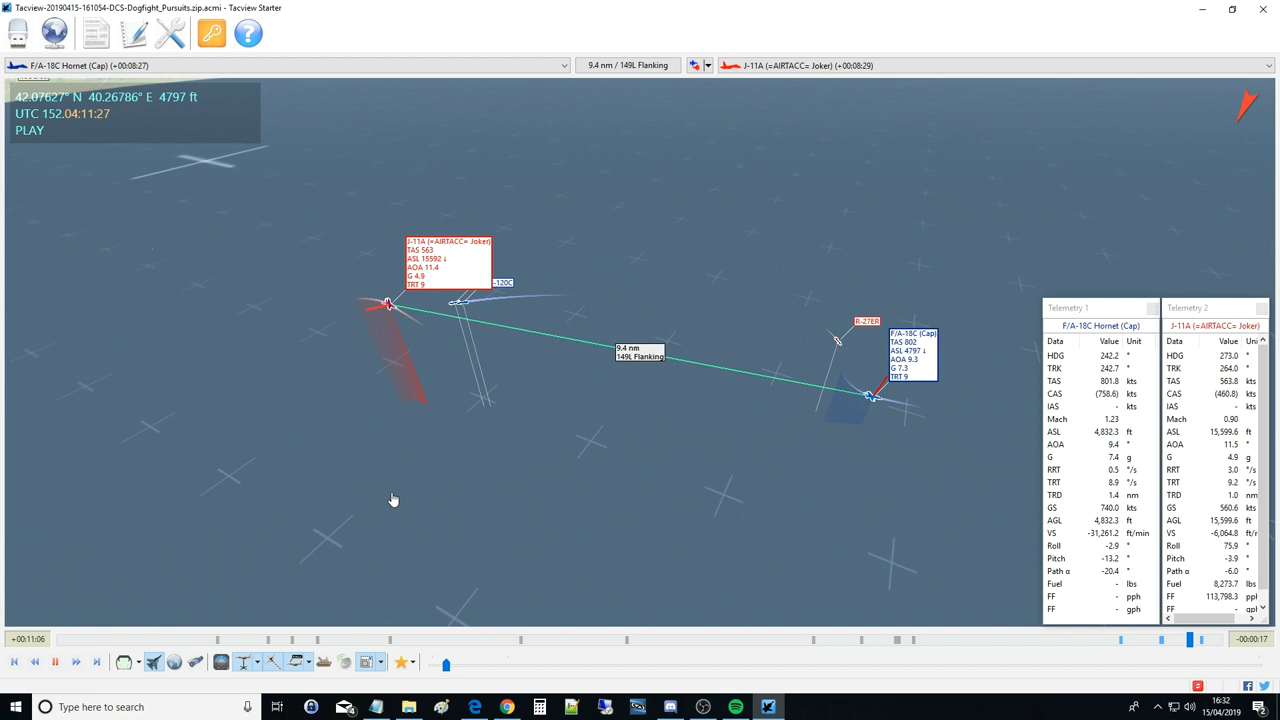 Tacview-20190415-161054-DCS-Dogfight_Pursuits.zip.acmi - Tacview Starter
F/A-18C Hornet (Cap) (+00:08:27)
9.4 nm / 149L Flanking
J-11A (=AIRTACC= Joker) (+00:08:29)
42.07627° N 40.26786° E 4797 ft
UTC 152.04:11:27
PLAY
J-11A (=AIRTACC= Joker)
TAS 563
ASL 15592 ↓
AOA 11.4
G 4.9
TRT 9
-120C
9.4 nm
149L Flanking
R-27ER
F/A-18C (Cap)
TAS 802
ASL 4797 ↓
AOA 9.3
G 7.3
TRT 9
Telemetry 1
F/A-18C Hornet (Cap)
Data Value Unit
HDG 242.2 °
TRK 242.7 °
TAS 801.8 kts
CAS (758.6) kts
IAS - kts
Mach 1.23
ASL 4,832.3 ft
AOA 9.4 °
G 7.4 g
RRT 0.5 °/s
TRT 8.9 °/s
TRD 1.4 nm
GS 740.0 kts
AGL 4,832.3 ft
VS -31,261.2 ft/min
Roll -2.9 °
Pitch -13.2 °
Path α -20.4 °
Fuel - lbs
FF - pph
FF - gph
Telemetry 2
J-11A (=AIRTACC= Joker)
Data Value Uni
HDG 273.0 °
TRK 264.0 °
TAS 563.8 kts
CAS (460.8) kts
IAS - kts
Mach 0.90
ASL 15,599.6 ft
AOA 11.5 °
G 4.9 g
RRT 3.0 °/s
TRT 9.2 °/s
TRD 1.0 nm
GS 560.6 kts
AGL 15,599.6 ft
VS -6,064.8 ft/r
Roll 75.9 °
Pitch -3.9 °
Path α -6.0 °
Fuel 8,273.7 lbs
FF 113,798.3 ppl
FF - gph
+00:11:06
-00:00:17
Type here to search
16:32
15/04/2019
2